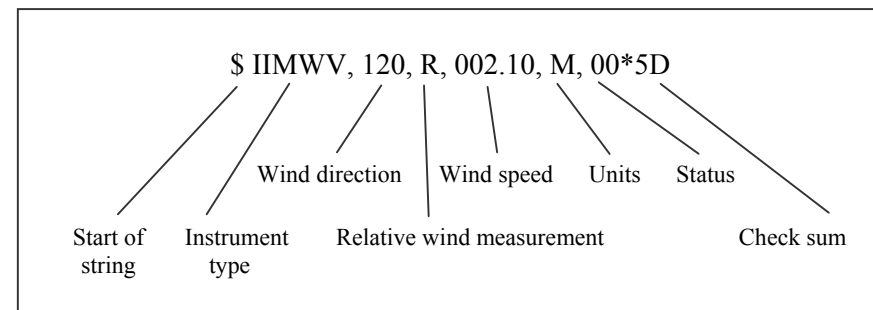 $ IIMWV, 120, R, 002.10, M, 00*5D
Wind direction Wind speed Units Status
Start of string Instrument type Relative wind measurement Check sum